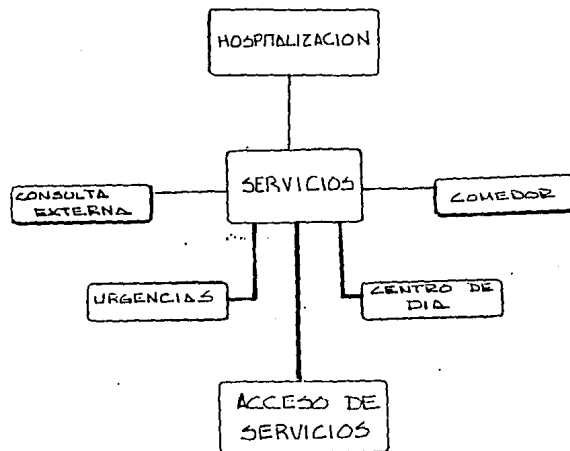 HOSPITALIZACION
SERVICIOS
CONSULTA
EXTERNA
COMEDOR
URGENCIAS
CENTRO DE
DIA
ACCESO DE
SERVICIOS